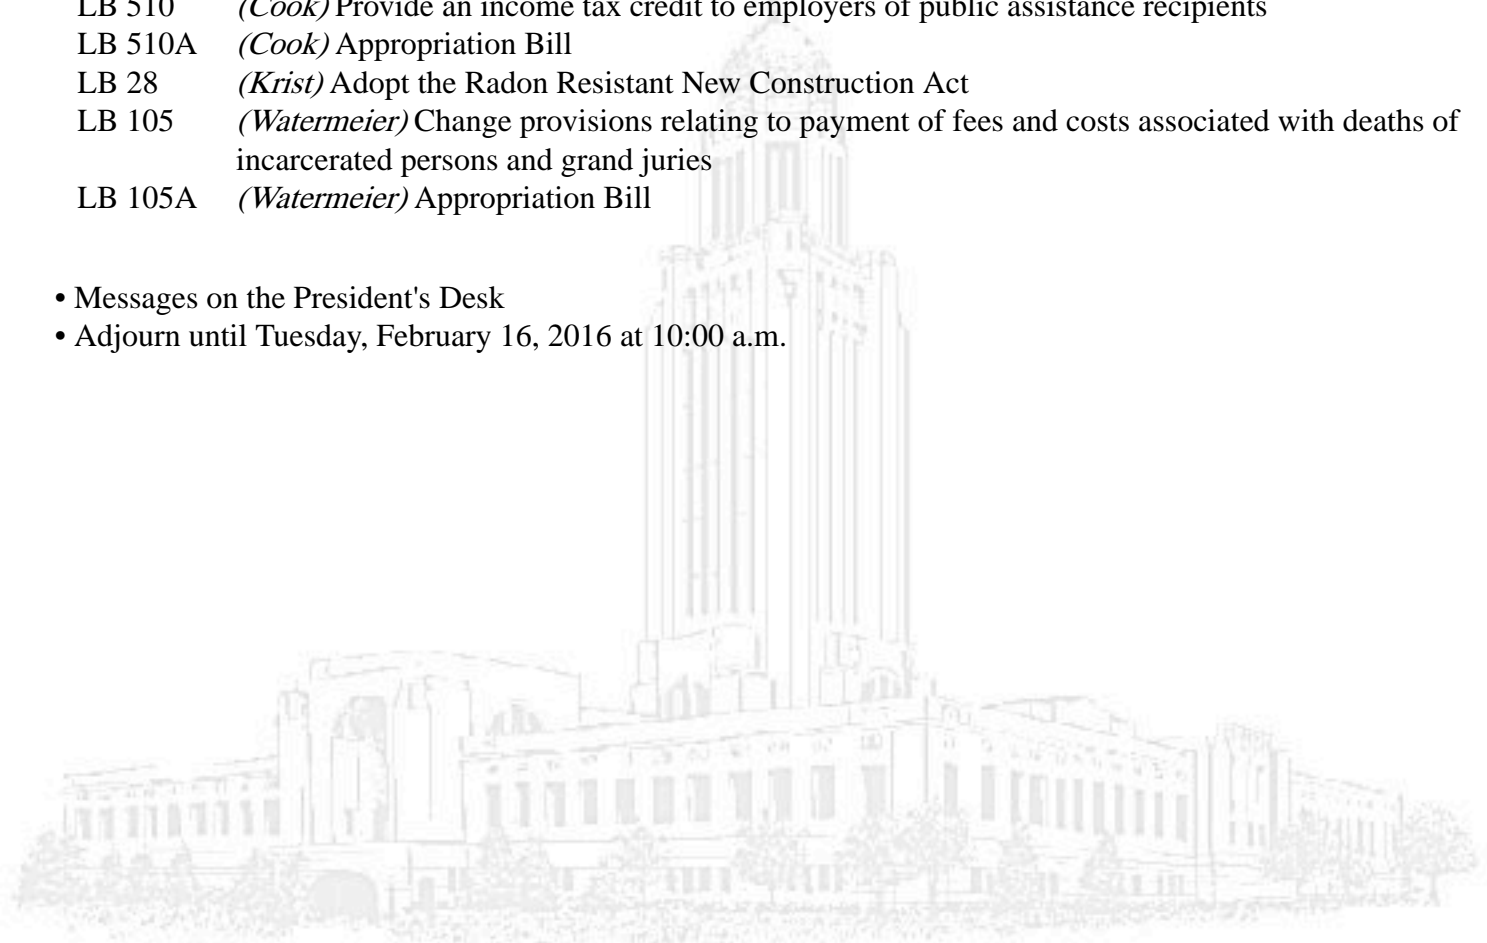 LB 510 (Cook) Provide an income tax credit to employers of public assistance recipients
LB 510A (Cook) Appropriation Bill
LB 28 (Krist) Adopt the Radon Resistant New Construction Act
LB 105 (Watermeier) Change provisions relating to payment of fees and costs associated with deaths of
incarcerated persons and grand juries
LB 105A (Watermeier) Appropriation Bill
• Messages on the President's Desk
• Adjourn until Tuesday, February 16, 2016 at 10:00 a.m.